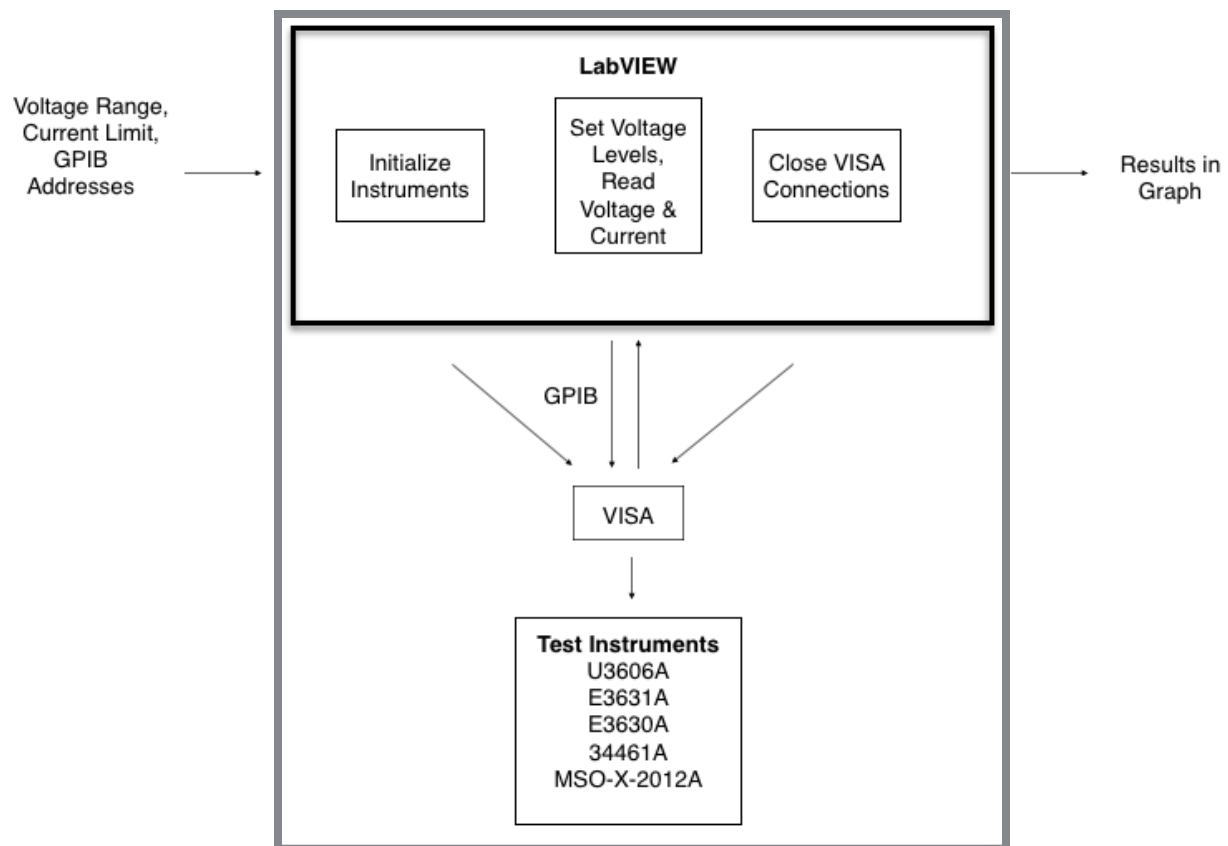 Voltage Range,
Current Limit,
GPIB
Addresses
LabVIEW
Initialize
Instruments
Set Voltage
Levels,
Read
Voltage &
Current
Close VISA
Connections
Results in
Graph
GPIB
VISA
Test Instruments
U3606A
E3631A
E3630A
34461A
MSO-X-2012A